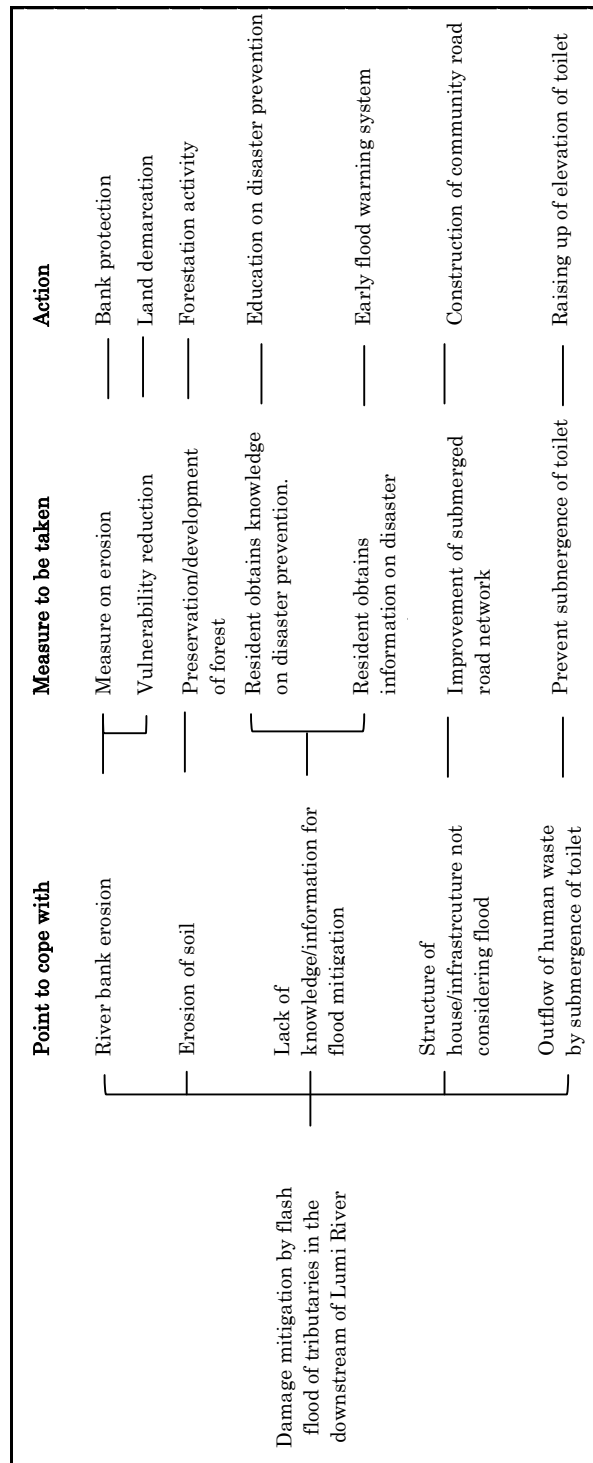 Point to cope with
Measure to be taken
Action
Damage mitigation by flash
flood of tributaries in the
downstream of Lumi River
River bank erosion
Measure on erosion
Bank protection
Vulnerability reduction
Land demarcation
Erosion of soil
Preservation/development
of forest
Forestation activity
Lack of
knowledge/information for
flood mitigation
Resident obtains knowledge
on disaster prevention.
Education on disaster prevention
Resident obtains
information on disaster
Early flood warning system
Structure of
house/infrastrcuture not
considering flood
Improvement of submerged
road network
Construction of community road
Outflow of human waste
by submergence of toilet
Prevent subnergence of toilet
Raising up of elevation of toilet